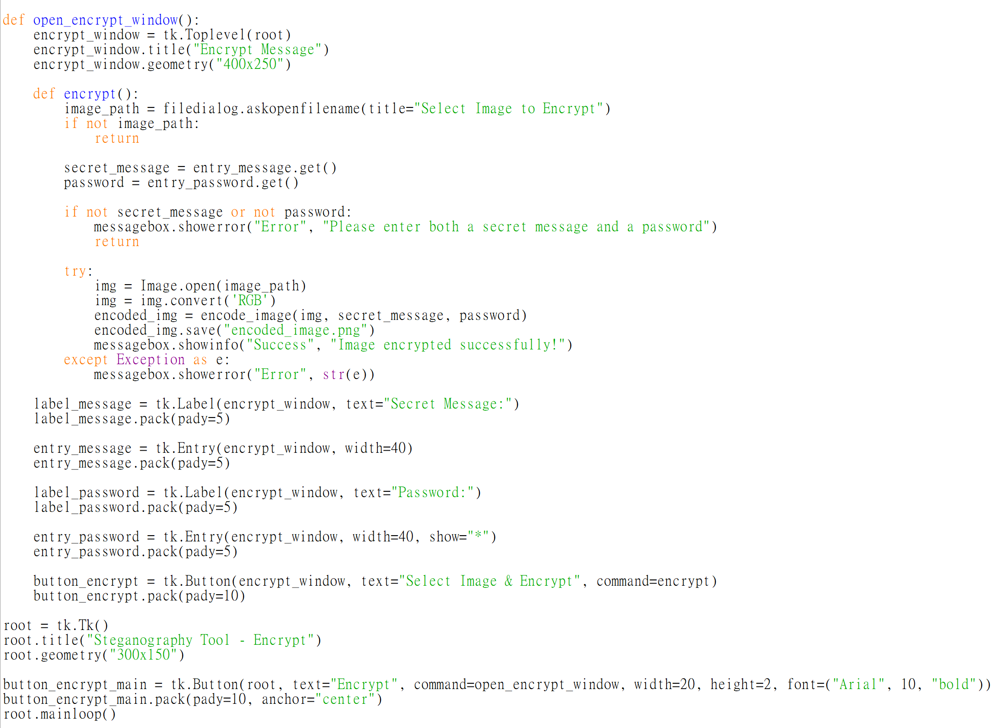 def open_encrypt_window():
    encrypt_window = tk.Toplevel(root)
    encrypt_window.title("Encrypt Message")
    encrypt_window.geometry("400x250")

    def encrypt():
        image_path = filedialog.askopenfilename(title="Select Image to Encrypt")
        if not image_path:
            return

        secret_message = entry_message.get()
        password = entry_password.get()

        if not secret_message or not password:
            messagebox.showerror("Error", "Please enter both a secret message and a password")
            return

        try:
            img = Image.open(image_path)
            img = img.convert('RGB')
            encoded_img = encode_image(img, secret_message, password)
            encoded_img.save("encoded_image.png")
            messagebox.showinfo("Success", "Image encrypted successfully!")
        except Exception as e:
            messagebox.showerror("Error", str(e))

    label_message = tk.Label(encrypt_window, text="Secret Message:")
    label_message.pack(pady=5)

    entry_message = tk.Entry(encrypt_window, width=40)
    entry_message.pack(pady=5)

    label_password = tk.Label(encrypt_window, text="Password:")
    label_password.pack(pady=5)

    entry_password = tk.Entry(encrypt_window, width=40, show="*")
    entry_password.pack(pady=5)

    button_encrypt = tk.Button(encrypt_window, text="Select Image & Encrypt", command=encrypt)
    button_encrypt.pack(pady=10)

root = tk.Tk()
root.title("Steganography Tool - Encrypt")
root.geometry("300x150")

button_encrypt_main = tk.Button(root, text="Encrypt", command=open_encrypt_window, width=20, height=2, font=("Arial", 10, "bold"))
button_encrypt_main.pack(pady=10, anchor="center")
root.mainloop()